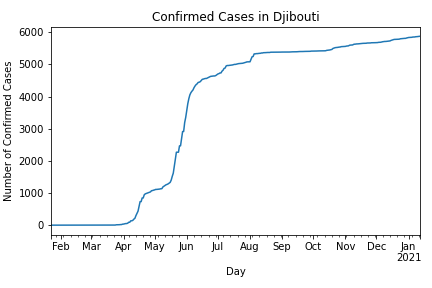 Confirmed Cases in Djibouti
6000
5000
4000
3000
2000
1000
0
Number of Confirmed Cases
Feb Mar Apr May Jun Jul Aug Sep Oct Nov Dec Jan
2021
Day